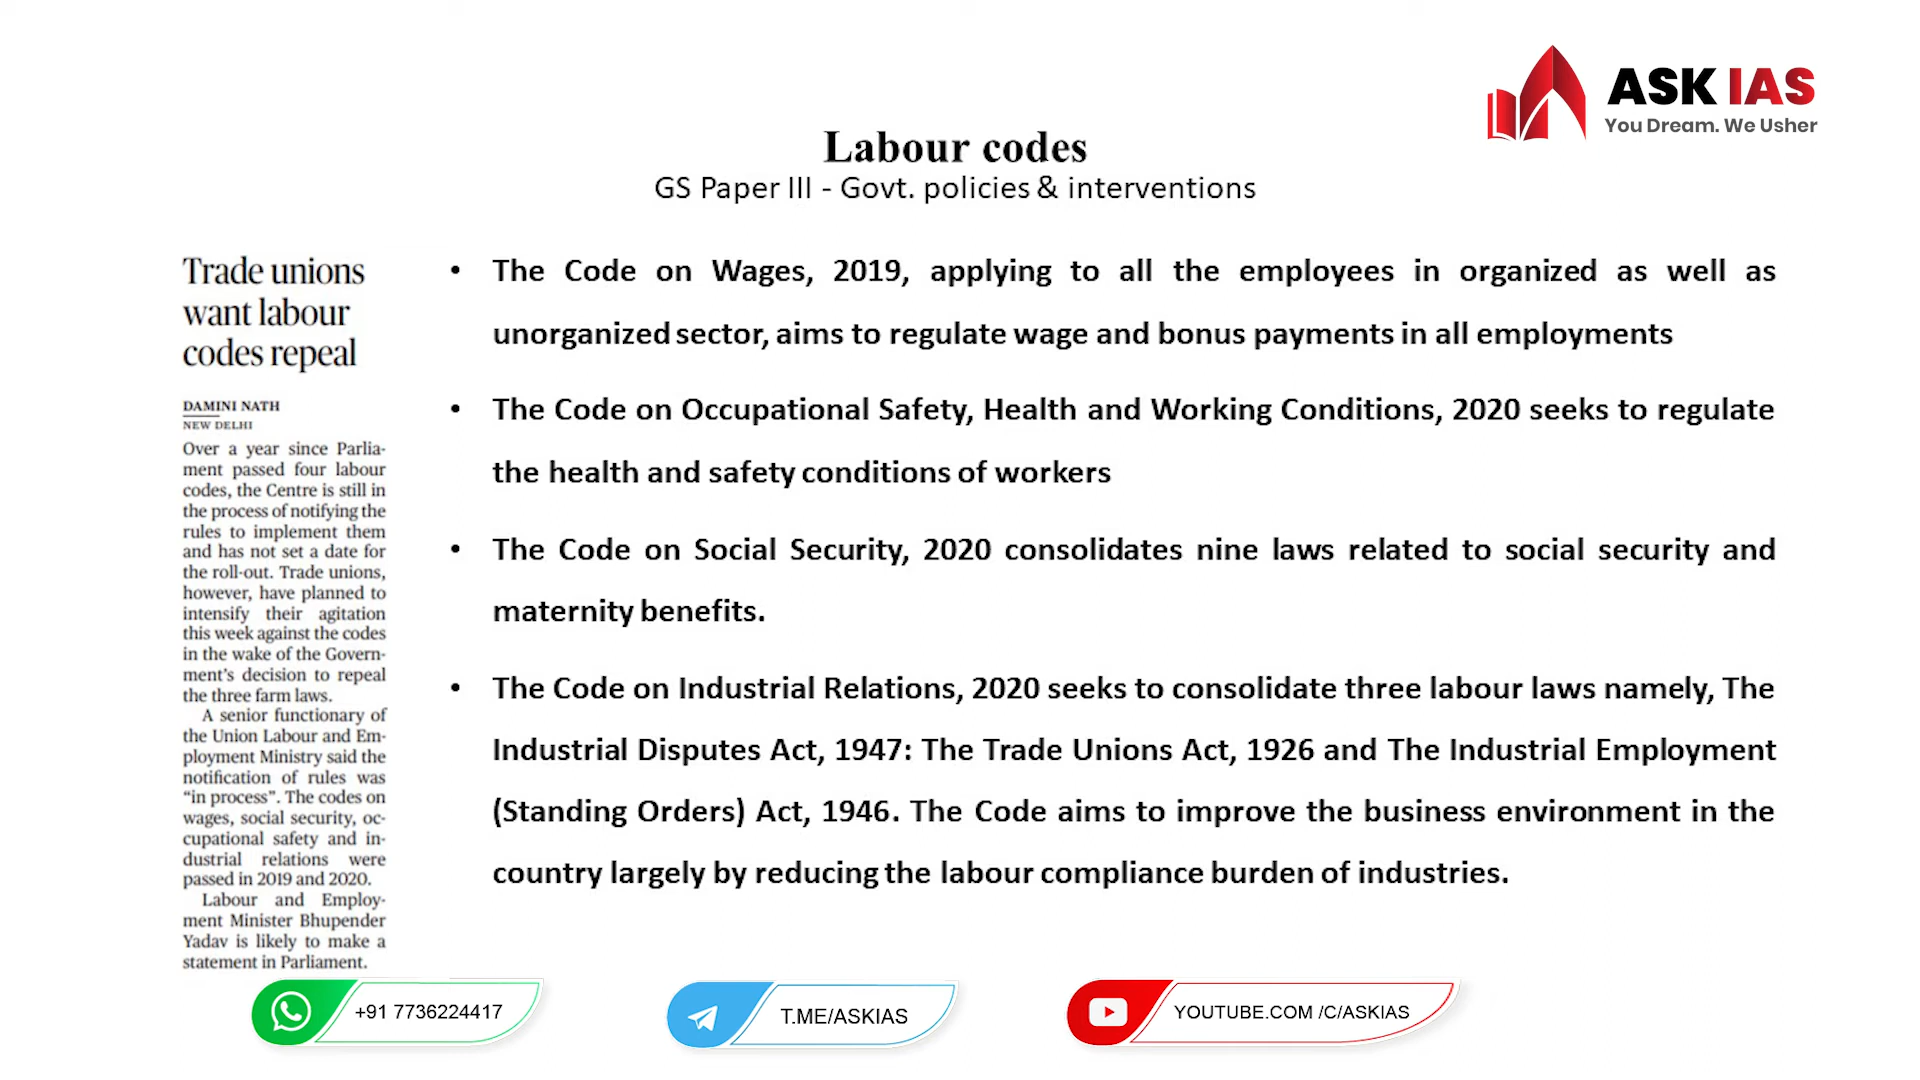 ASK IAS
You Dream. We Usher
Labour codes
GS Paper III - Govt. policies & interventions
Trade unions
want labour
codes repeal
DAMINI NATH
NEW DELHI
Over a year since Parlia-
ment passed four labour
codes, the Centre is still in
the process of notifying the
rules to implement them
and has not set a date for
the roll-out. Trade unions,
however, have planned to
intensify their agitation
this week against the codes
in the wake of the Govern-
ment's decision to repeal
the three farm laws.
A senior functionary of
the Union Labour and Em-
ployment Ministry said the
notification of rules was
“in process”. The codes on
wages, social security, oc-
cupational safety and in-
dustrial relations were
passed in 2019 and 2020.
Labour and Employ-
ment Minister Bhupender
Yadav is likely to make a
statement in Parliament.
• The Code on Wages, 2019, applying to all the employees in organized as well as
unorganized sector, aims to regulate wage and bonus payments in all employments
• The Code on Occupational Safety, Health and Working Conditions, 2020 seeks to regulate
the health and safety conditions of workers
• The Code on Social Security, 2020 consolidates nine laws related to social security and
maternity benefits.
• The Code on Industrial Relations, 2020 seeks to consolidate three labour laws namely, The
Industrial Disputes Act, 1947: The Trade Unions Act, 1926 and The Industrial Employment
(Standing Orders) Act, 1946. The Code aims to improve the business environment in the
country largely by reducing the labour compliance burden of industries.
+91 7736224417
T.ME/ASKIAS
YOUTUBE.COM /C/ASKIAS